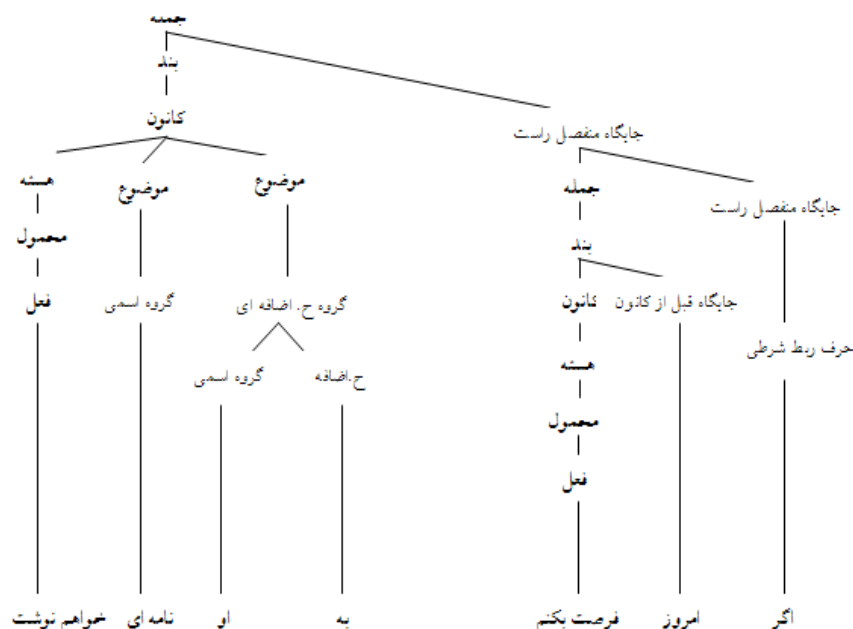 جمله
بند
کانون
جایگاه منفصل راست
هسته موضوع موضوع
جمله جایگاه منفصل راست
محمول
بند
فعل گروه اسمی گروه ح. اضافه ای
کانون جایگاه قبل از کانون
حرف ربط شرطی
هسته
گروه اسمی ح.اضافه
محمول
فعل
اگر امروز فرصت بکنم به او نامه ای خواهم نوشت